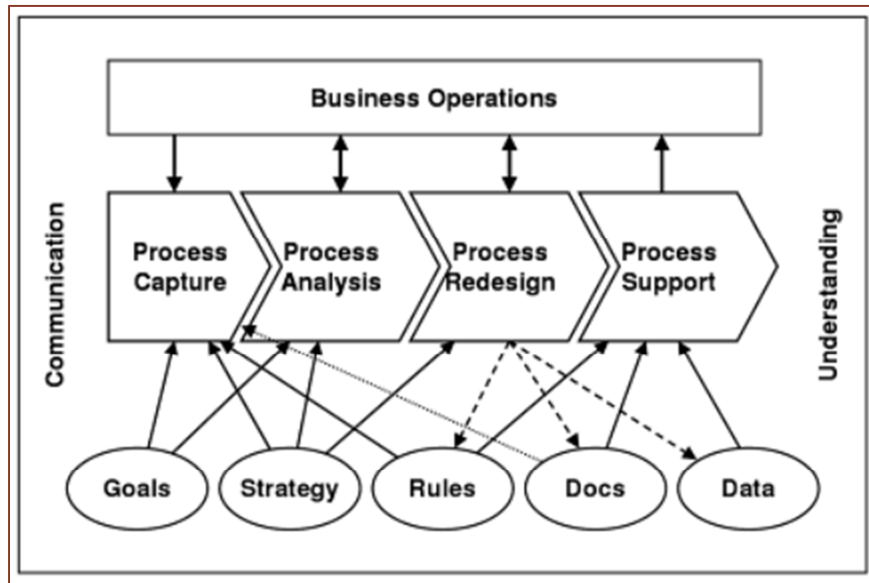 Business Operations
Communication
Process
Capture
Process
Analysis
Process
Redesign
Process
Support
Understanding
Goals
Strategy
Rules
Docs
Data